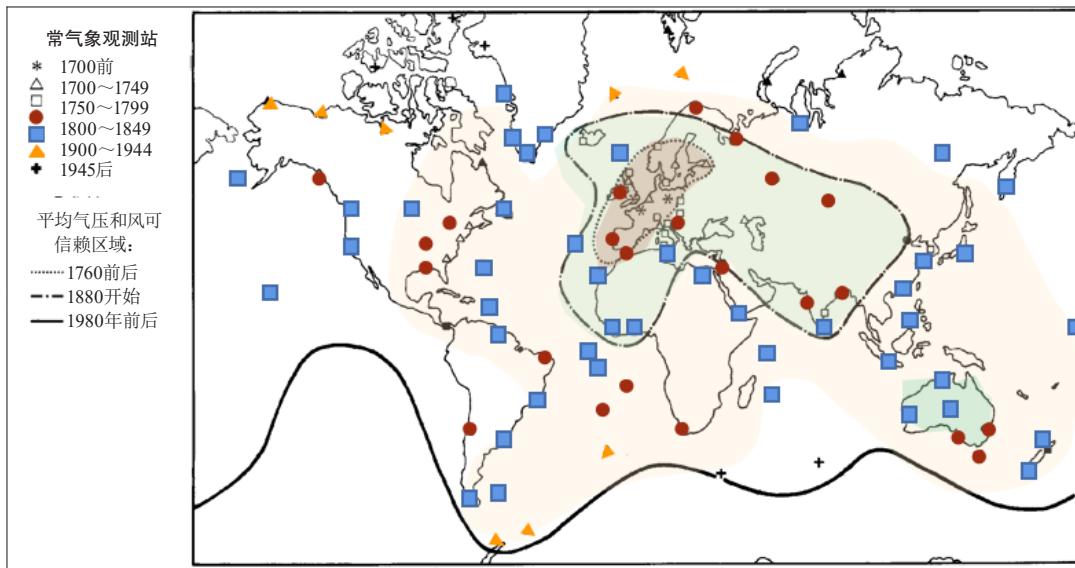 常气象观测站
1700前
1700～1749
1750～1799
1800～1849
1900～1944
1945后
平均气压和风可
信赖区域：
1760前后
1880开始
1980年前后